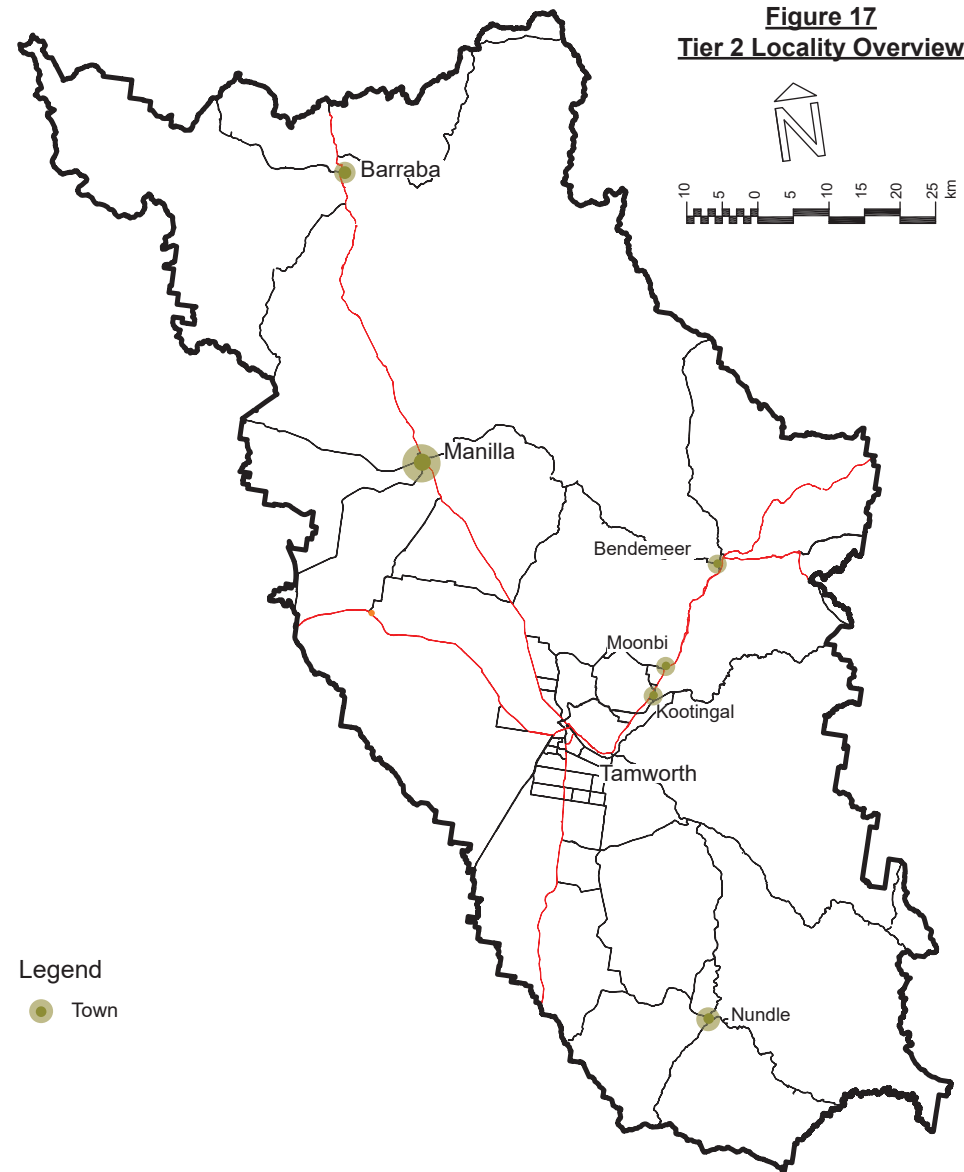 Figure 17
Tier 2 Locality Overview
N
10 5 0 5 10 15 20 25
km
Barraba
Manilla
Bendemeer
Moonbi
Kootingal
Tamworth
Nundle
Legend
Town